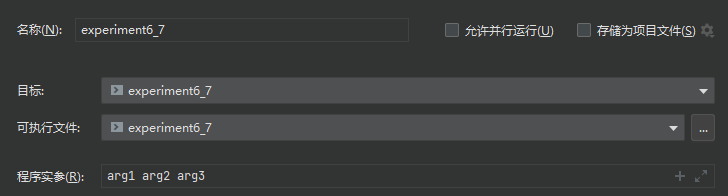 名称(N): experiment6_7 允许并行运行(U) 存储为项目文件(S)
目标: experiment6_7
可执行文件: experiment6_7 ...
程序实参(R): arg1 arg2 arg3